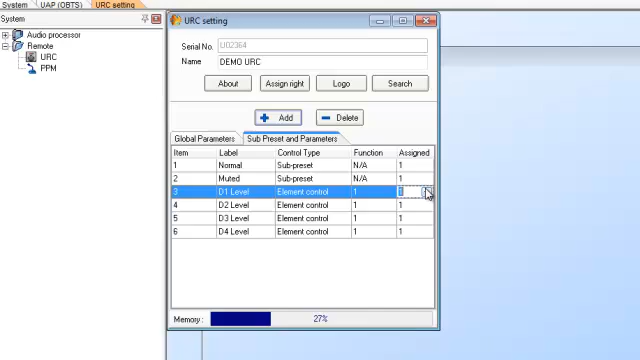 System UAP (OBTS) URC setting
System
Audio processor
Remote
URC
PPM
URC setting
Serial No. U02364
Name DEMO URC
About Assign right Logo Search
Add Delete
Global Parameters Sub Preset and Parameters
Item Label Control Type Function Assigned
1 Normal Sub-preset N/A 1
2 Muted Sub-preset N/A 1
3 D1 Level Element control 1 1
4 D2 Level Element control 1 1
5 D3 Level Element control 1 1
6 D4 Level Element control 1 1
Memory : 27%